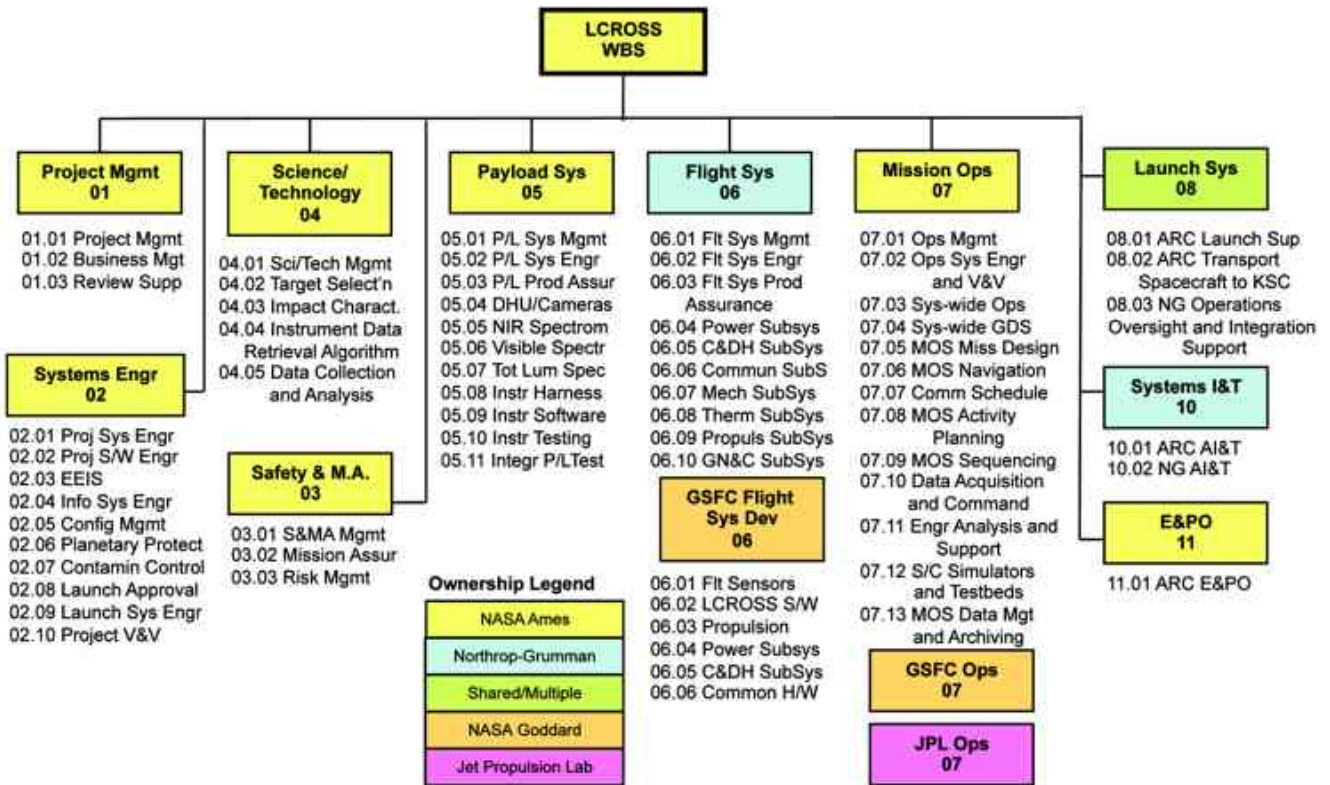 LCROSS
WBS
Project Mgmt
01
01.01 Project Mgmt
01.02 Business Mgt
01.03 Review Supp
Systems Engr
02
02.01 Proj Sys Engr
02.02 Proj S/W Engr
02.03 EEIS
02.04 Info Sys Engr
02.05 Config Mgmt
02.06 Planetary Protect
02.07 Contamin Control
02.08 Launch Approval
02.09 Launch Sys Engr
02.10 Project V&V
Science/
Technology
04
04.01 Sci/Tech Mgmt
04.02 Target Select'n
04.03 Impact Charact.
04.04 Instrument Data
Retrieval Algorithm
04.05 Data Collection
and Analysis
Safety & M.A.
03
03.01 S&MA Mgmt
03.02 Mission Assur
03.03 Risk Mgmt
Payload Sys
05
05.01 P/L Sys Mgmt
05.02 P/L Sys Engr
05.03 P/L Prod Assur
05.04 DHU/Cameras
05.05 NIR Spectrom
05.06 Visible Spectr
05.07 Tot Lum Spec
05.08 Instr Harness
05.09 Instr Software
05.10 Instr Testing
05.11 Integr P/LTest
Ownership Legend
NASA Ames
Northrop-Grumman
Shared/Multiple
NASA Goddard
Jet Propulsion Lab
Flight Sys
06
06.01 Flt Sys Mgmt
06.02 Flt Sys Engr
06.03 Flt Sys Prod
Assurance
06.04 Power Subsys
06.05 C&DH SubSys
06.06 Commun SubS
06.07 Mech SubSys
06.08 Therm SubSys
06.09 Propuls SubSys
06.10 GN&C SubSys
GSFC Flight
Sys Dev
06
06.01 Flt Sensors
06.02 LCROSS S/W
06.03 Propulsion
06.04 Power Subsys
06.05 C&DH SubSys
06.06 Common H/W
Mission Ops
07
07.01 Ops Mgmt
07.02 Ops Sys Engr
and V&V
07.03 Sys-wide Ops
07.04 Sys-wide GDS
07.05 MOS Miss Design
07.06 MOS Navigation
07.07 Comm Schedule
07.08 MOS Activity
Planning
07.09 MOS Sequencing
07.10 Data Acquisition
and Command
07.11 Engr Analysis and
Support
07.12 S/C Simulators
and Testbeds
07.13 MOS Data Mgt
and Archiving
GSFC Ops
07
JPL Ops
07
Launch Sys
08
08.01 ARC Launch Sup
08.02 ARC Transport
Spacecraft to KSC
08.03 NG Operations
Oversight and Integration
Support
Systems I&T
10
10.01 ARC AI&T
10.02 NG AI&T
E&PO
11
11.01 ARC E&PO